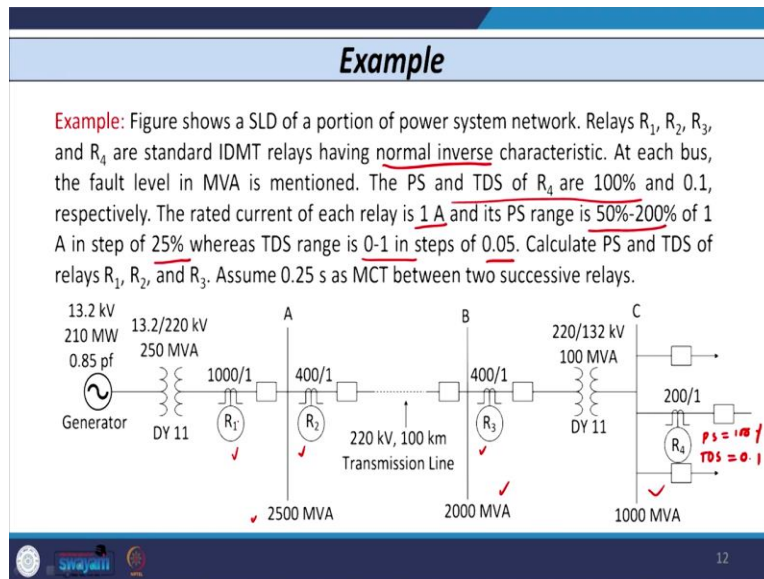 Example
Example: Figure shows a SLD of a portion of power system network. Relays R₁, R₂, R₃,
and R₄ are standard IDMT relays having normal inverse characteristic. At each bus,
the fault level in MVA is mentioned. The PS and TDS of R₄ are 100% and 0.1,
respectively. The rated current of each relay is 1 A and its PS range is 50%-200% of 1
A in step of 25% whereas TDS range is 0-1 in steps of 0.05. Calculate PS and TDS of
relays R₁, R₂, and R₃. Assume 0.25 s as MCT between two successive relays.
13.2 kV
210 MW
0.85 pf
Generator
13.2/220 kV
250 MVA
DY 11
1000/1
R₁
A
400/1
R₂
2500 MVA
220 kV, 100 km
Transmission Line
B
400/1
R₃
2000 MVA
220/132 kV
100 MVA
DY 11
C
200/1
R₄
PS =
TDS = 0.1
1000 MVA
swayam
12